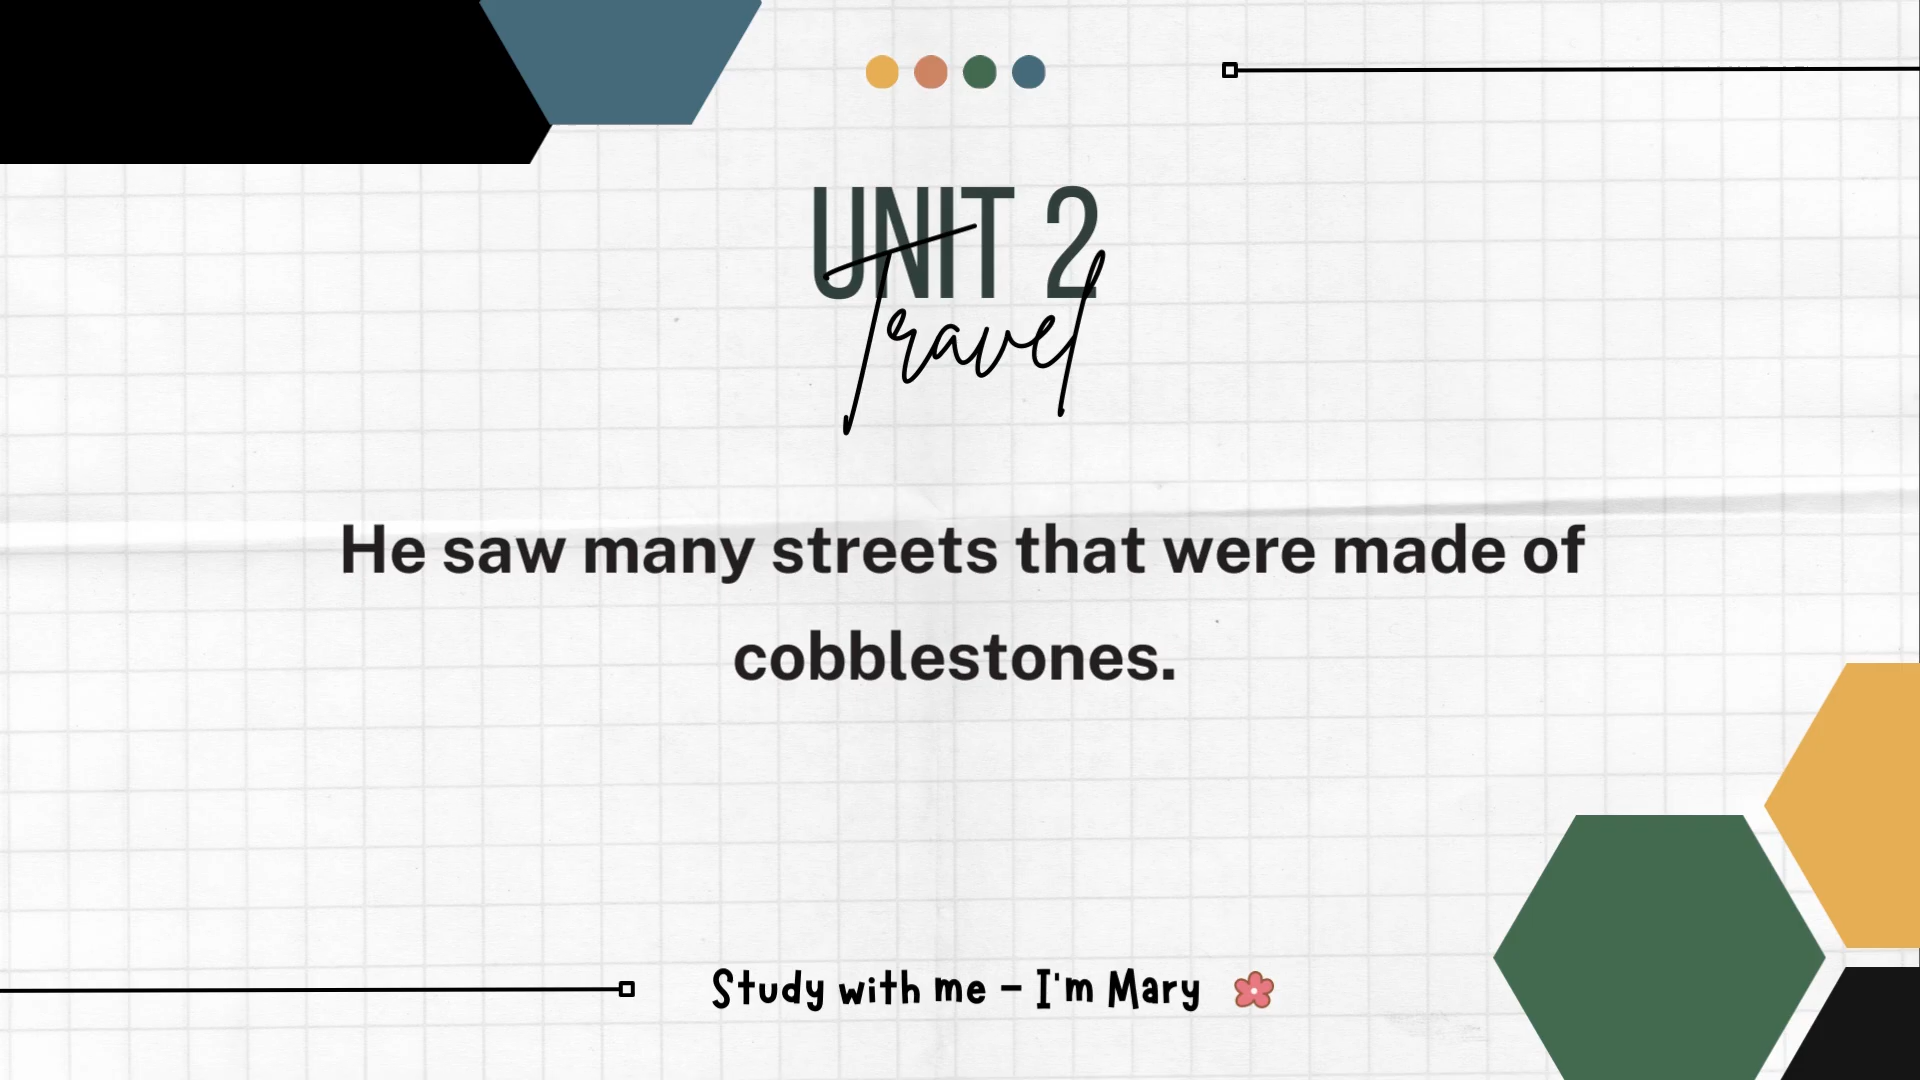 UNIT 2
Travel
He saw many streets that were made of
cobblestones.
Study with me - I'm Mary